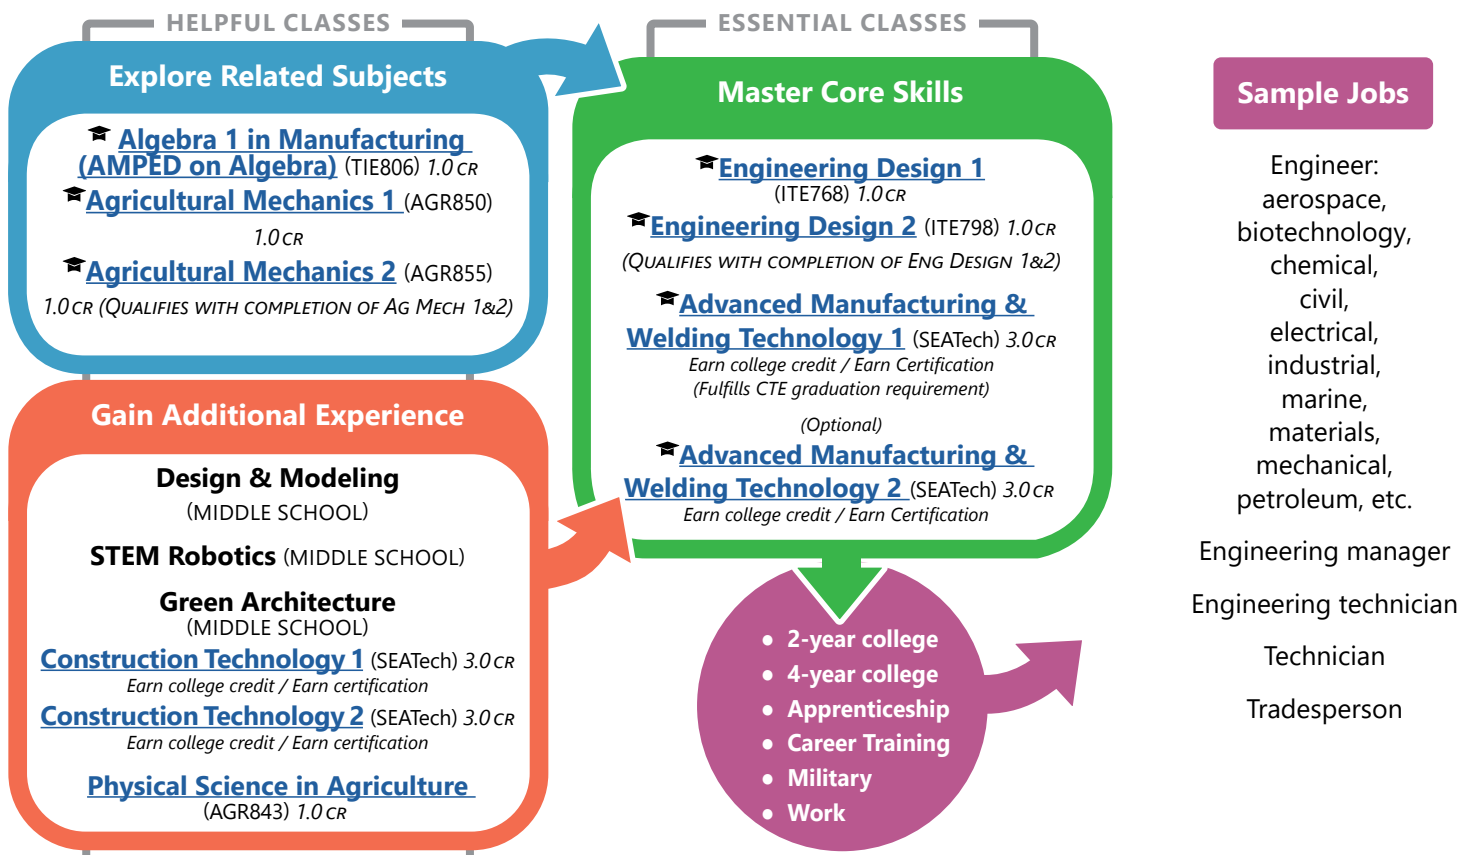 HELPFUL CLASSES
Explore Related Subjects
Algebra 1 in Manufacturing
(AMPED on Algebra) (TIE806) 1.0 CR
Agricultural Mechanics 1 (AGR850)
1.0 CR
Agricultural Mechanics 2 (AGR855)
1.0 CR (QUALIFIES WITH COMPLETION OF AG MECH 1&2)
Gain Additional Experience
Design & Modeling
(MIDDLE SCHOOL)
STEM Robotics (MIDDLE SCHOOL)
Green Architecture
(MIDDLE SCHOOL)
Construction Technology 1 (SEATech) 3.0 CR
Earn college credit / Earn certification
Construction Technology 2 (SEATech) 3.0 CR
Earn college credit / Earn certification
Physical Science in Agriculture
(AGR843) 1.0 CR
ESSENTIAL CLASSES
Master Core Skills
Engineering Design 1
(ITE768) 1.0 CR
Engineering Design 2 (ITE798) 1.0 CR
(QUALIFIES WITH COMPLETION OF ENG DESIGN 1&2)
Advanced Manufacturing &
Welding Technology 1 (SEATech) 3.0 CR
Earn college credit / Earn Certification
(Fulfills CTE graduation requirement)
(Optional)
Advanced Manufacturing &
Welding Technology 2 (SEATech) 3.0 CR
Earn college credit / Earn Certification
• 2-year college
• 4-year college
• Apprenticeship
• Career Training
• Military
• Work
Sample Jobs
Engineer:
aerospace,
biotechnology,
chemical,
civil,
electrical,
industrial,
marine,
materials,
mechanical,
petroleum, etc.
Engineering manager
Engineering technician
Technician
Tradesperson